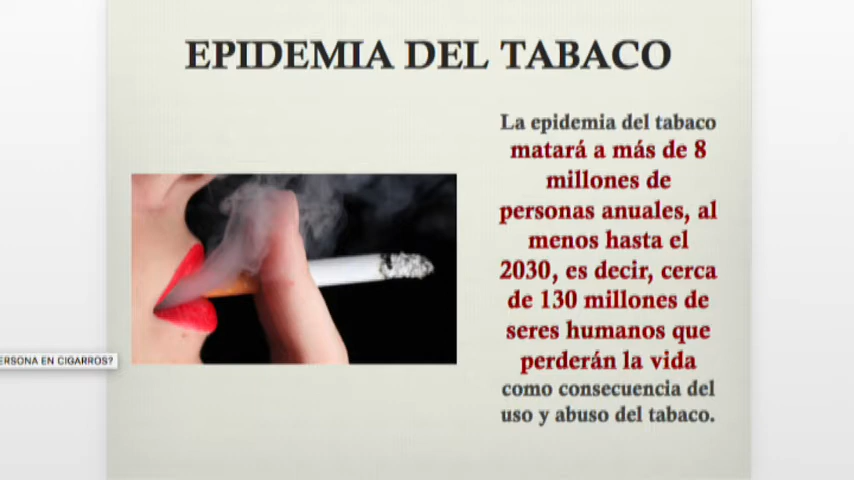 EPIDEMIA DEL TABACO
La epidemia del tabaco
matará a más de 8
millones de
personas anuales, al
menos hasta el
2030, es decir, cerca
de 130 millones de
seres humanos que
perderán la vida
como consecuencia del
uso y abuso del tabaco.
ERSONA EN CIGARROS?